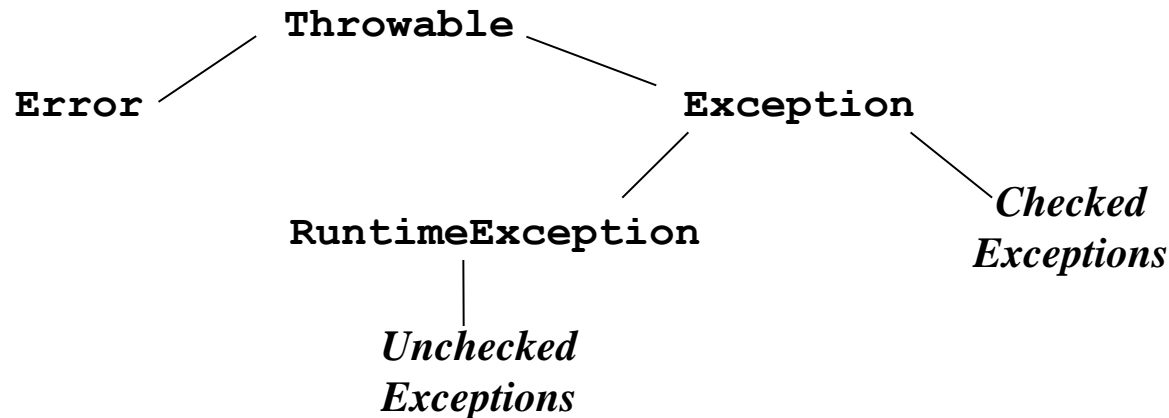 Throwable
Error
Exception
RuntimeException
Checked
Exceptions
Unchecked
Exceptions